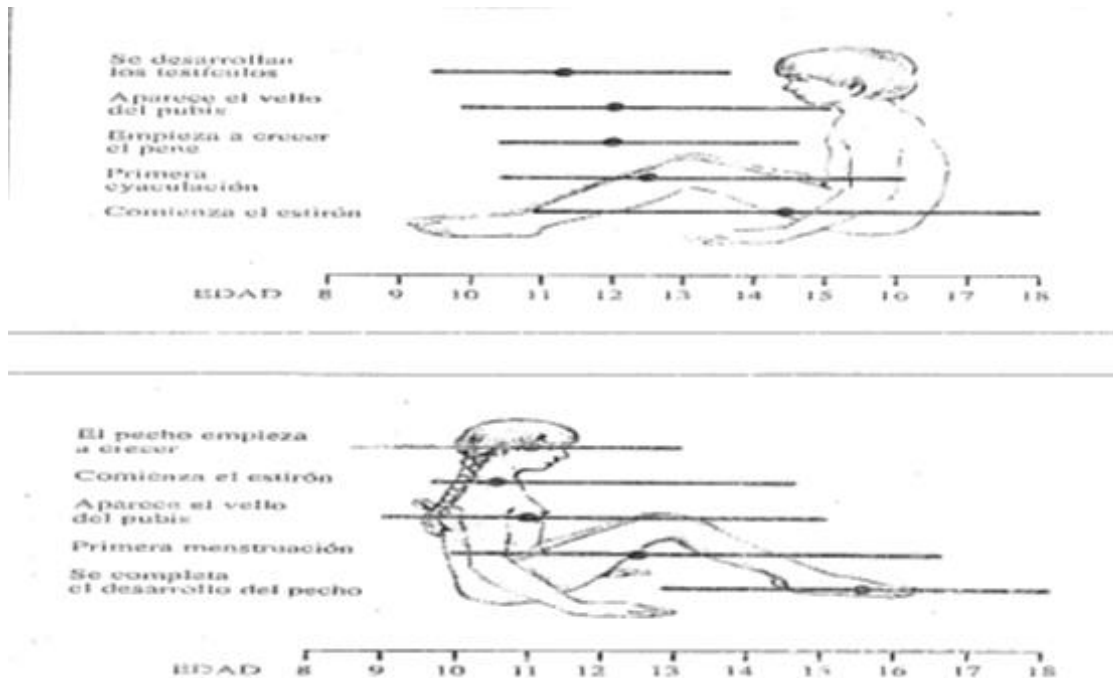 Se desarrollan
los testículos
Aparece el vello
del pubis
Empieza a crecer
el pene
Primera
eyaculación
Comienza el estirón
EDAD 8 9 10 11 12 13 14 15 16 17 18
El pecho empieza
a crecer
Comienza el estirón
Aparece el vello
del pubis
Primera menstruación
Se completa
el desarrollo del pecho
EDAD 8 9 10 11 12 13 14 15 16 17 18